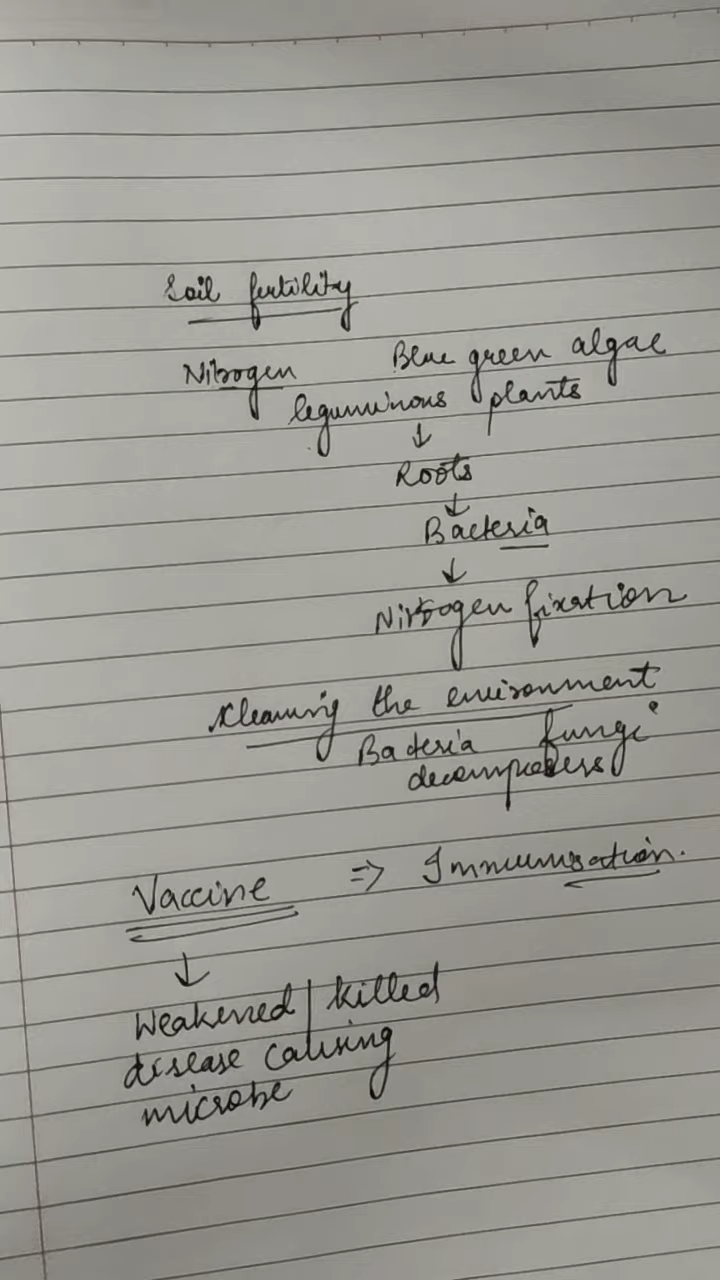 Soil fertility
Nitrogen Blue green algae
leguminous plants
↓
Roots
↓
Bacteria
↓
Nitrogen fixation
Cleaning the environment
Bacteria fungi
decomposers
Vaccine ⇒ Immunisation.
↓
Weakened / killed
disease causing
microbe